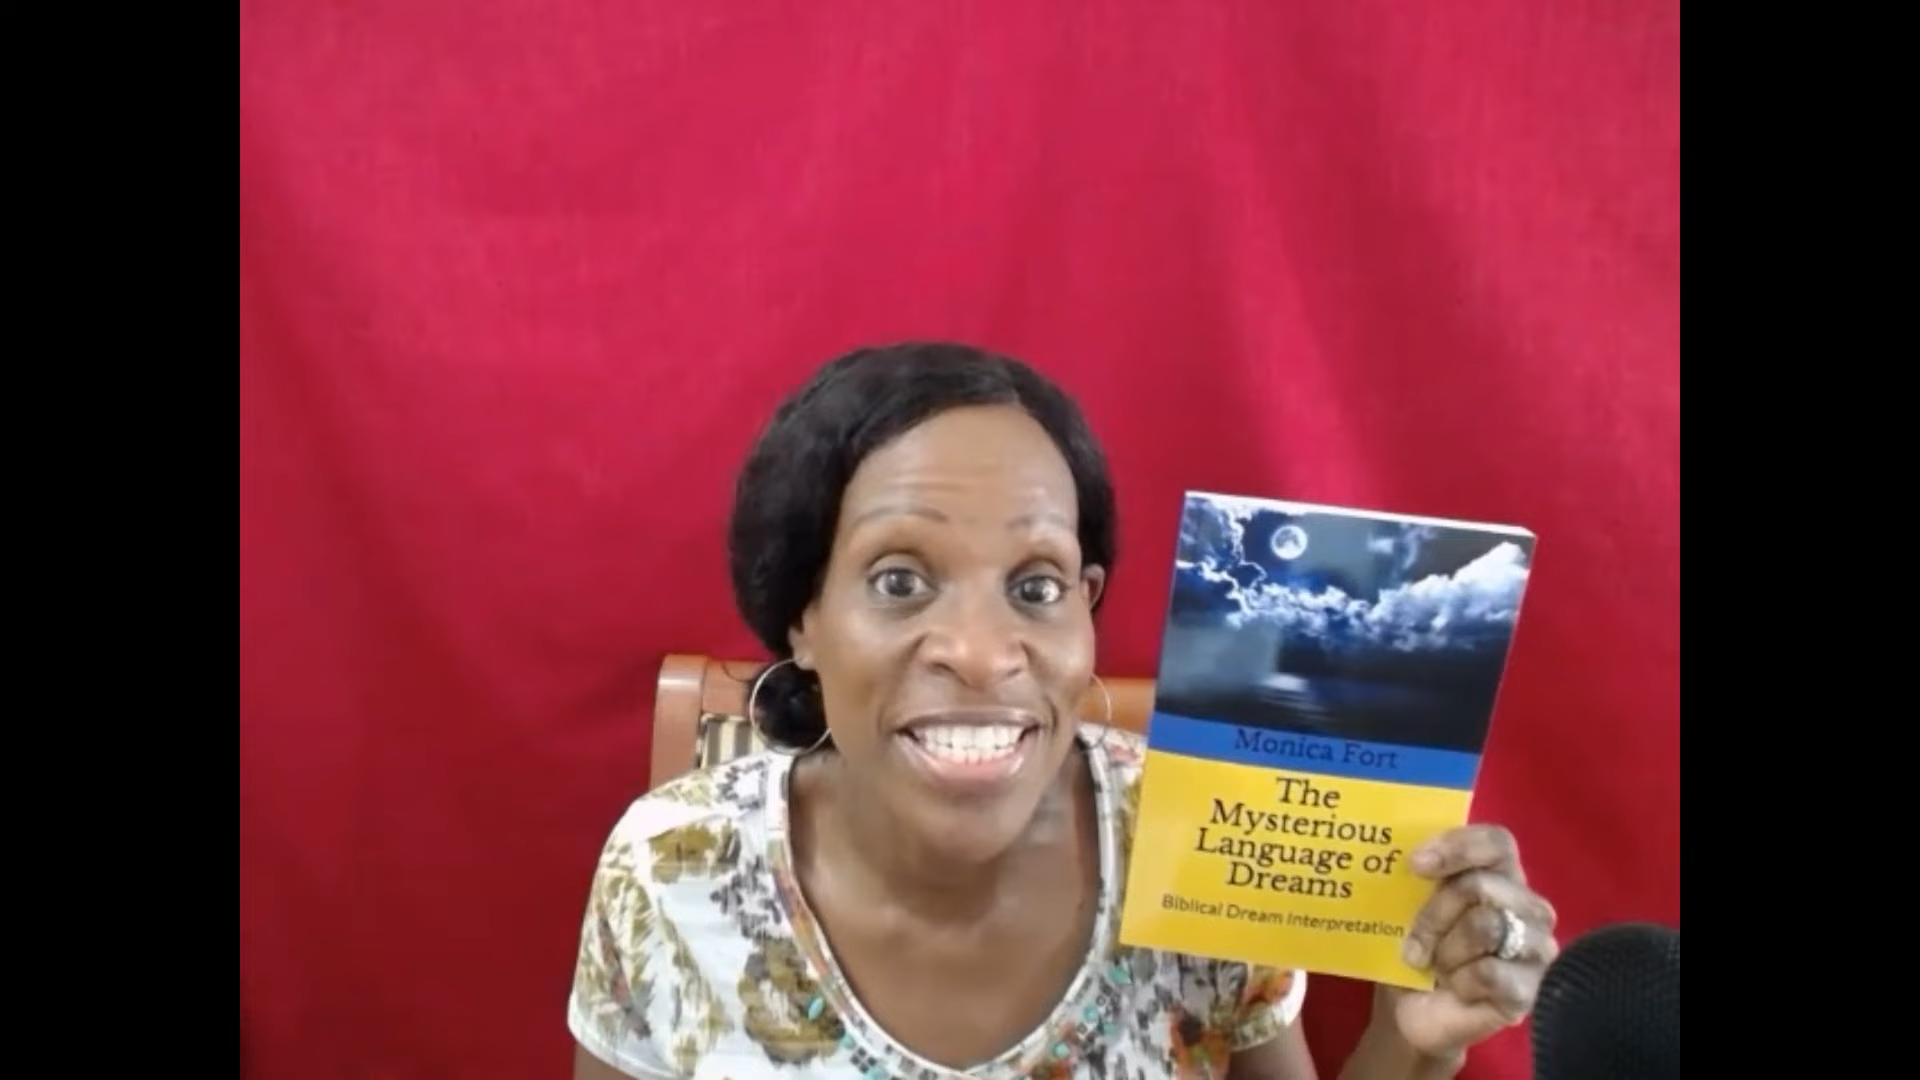 Monica Fort
The
Mysterious
Language of
Dreams
Biblical Dream Interpretation